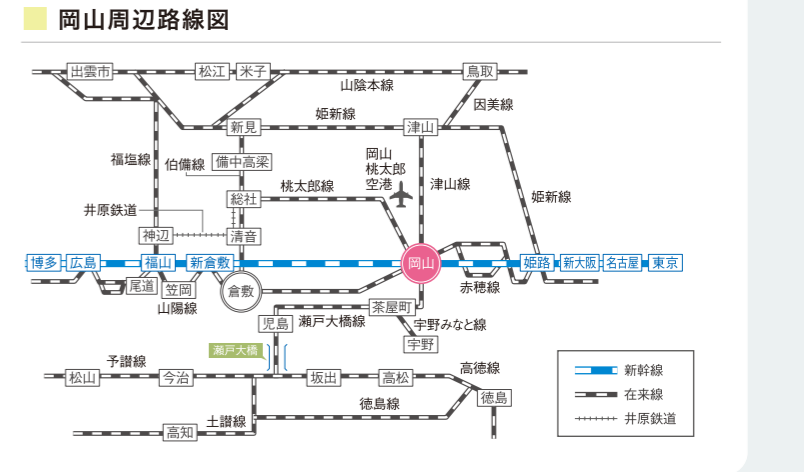 岡山周辺路線図
出雲市
松江
米子
鳥取
山陰本線
因美線
姫新線
新見
津山
福塩線
伯備線
備中高梁
岡山
桃太郎
空港
津山線
桃太郎線
姫新線
総社
井原鉄道
神辺
清音
博多
広島
福山
新倉敷
岡山
姫路
新大阪
名古屋
東京
尾道
笠岡
倉敷
赤穂線
山陽線
茶屋町
児島
瀬戸大橋線
宇野みなと線
宇野
瀬戸大橋
予讃線
松山
今治
坂出
高松
高徳線
徳島
徳島線
土讃線
高知
新幹線
在来線
井原鉄道